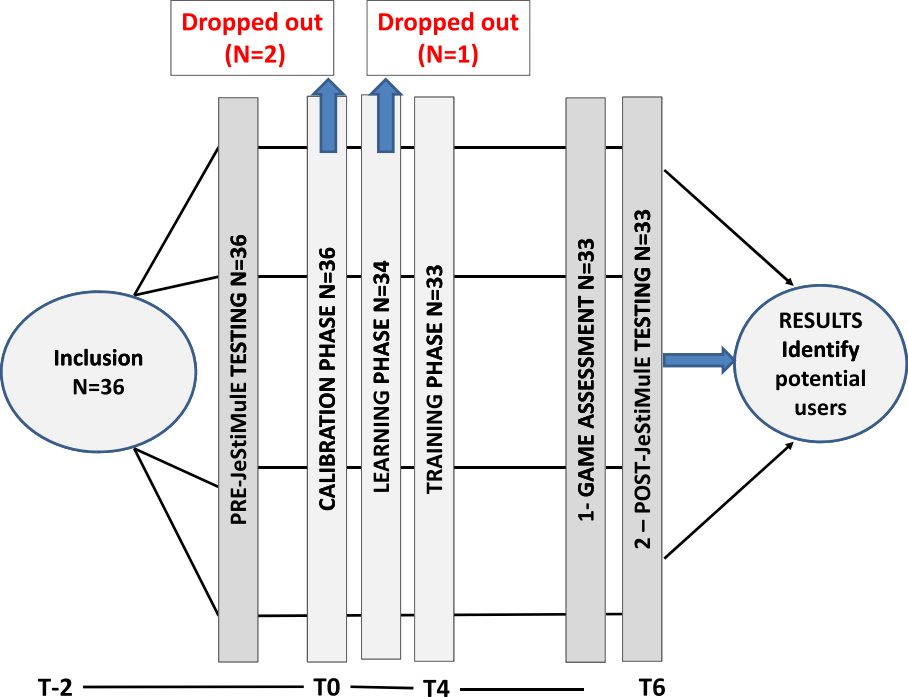 Dropped out
(N=2)
Dropped out
(N=1)
Inclusion
N=36
PRE-JeStiMulE TESTING N=36
CALIBRATION PHASE N=36
LEARNING PHASE N=34
TRAINING PHASE N=33
1- GAME ASSESSMENT N=33
2 – POST-JeStiMulE TESTING N=33
RESULTS
Identify
potential
users
T-2
T0
T4
T6